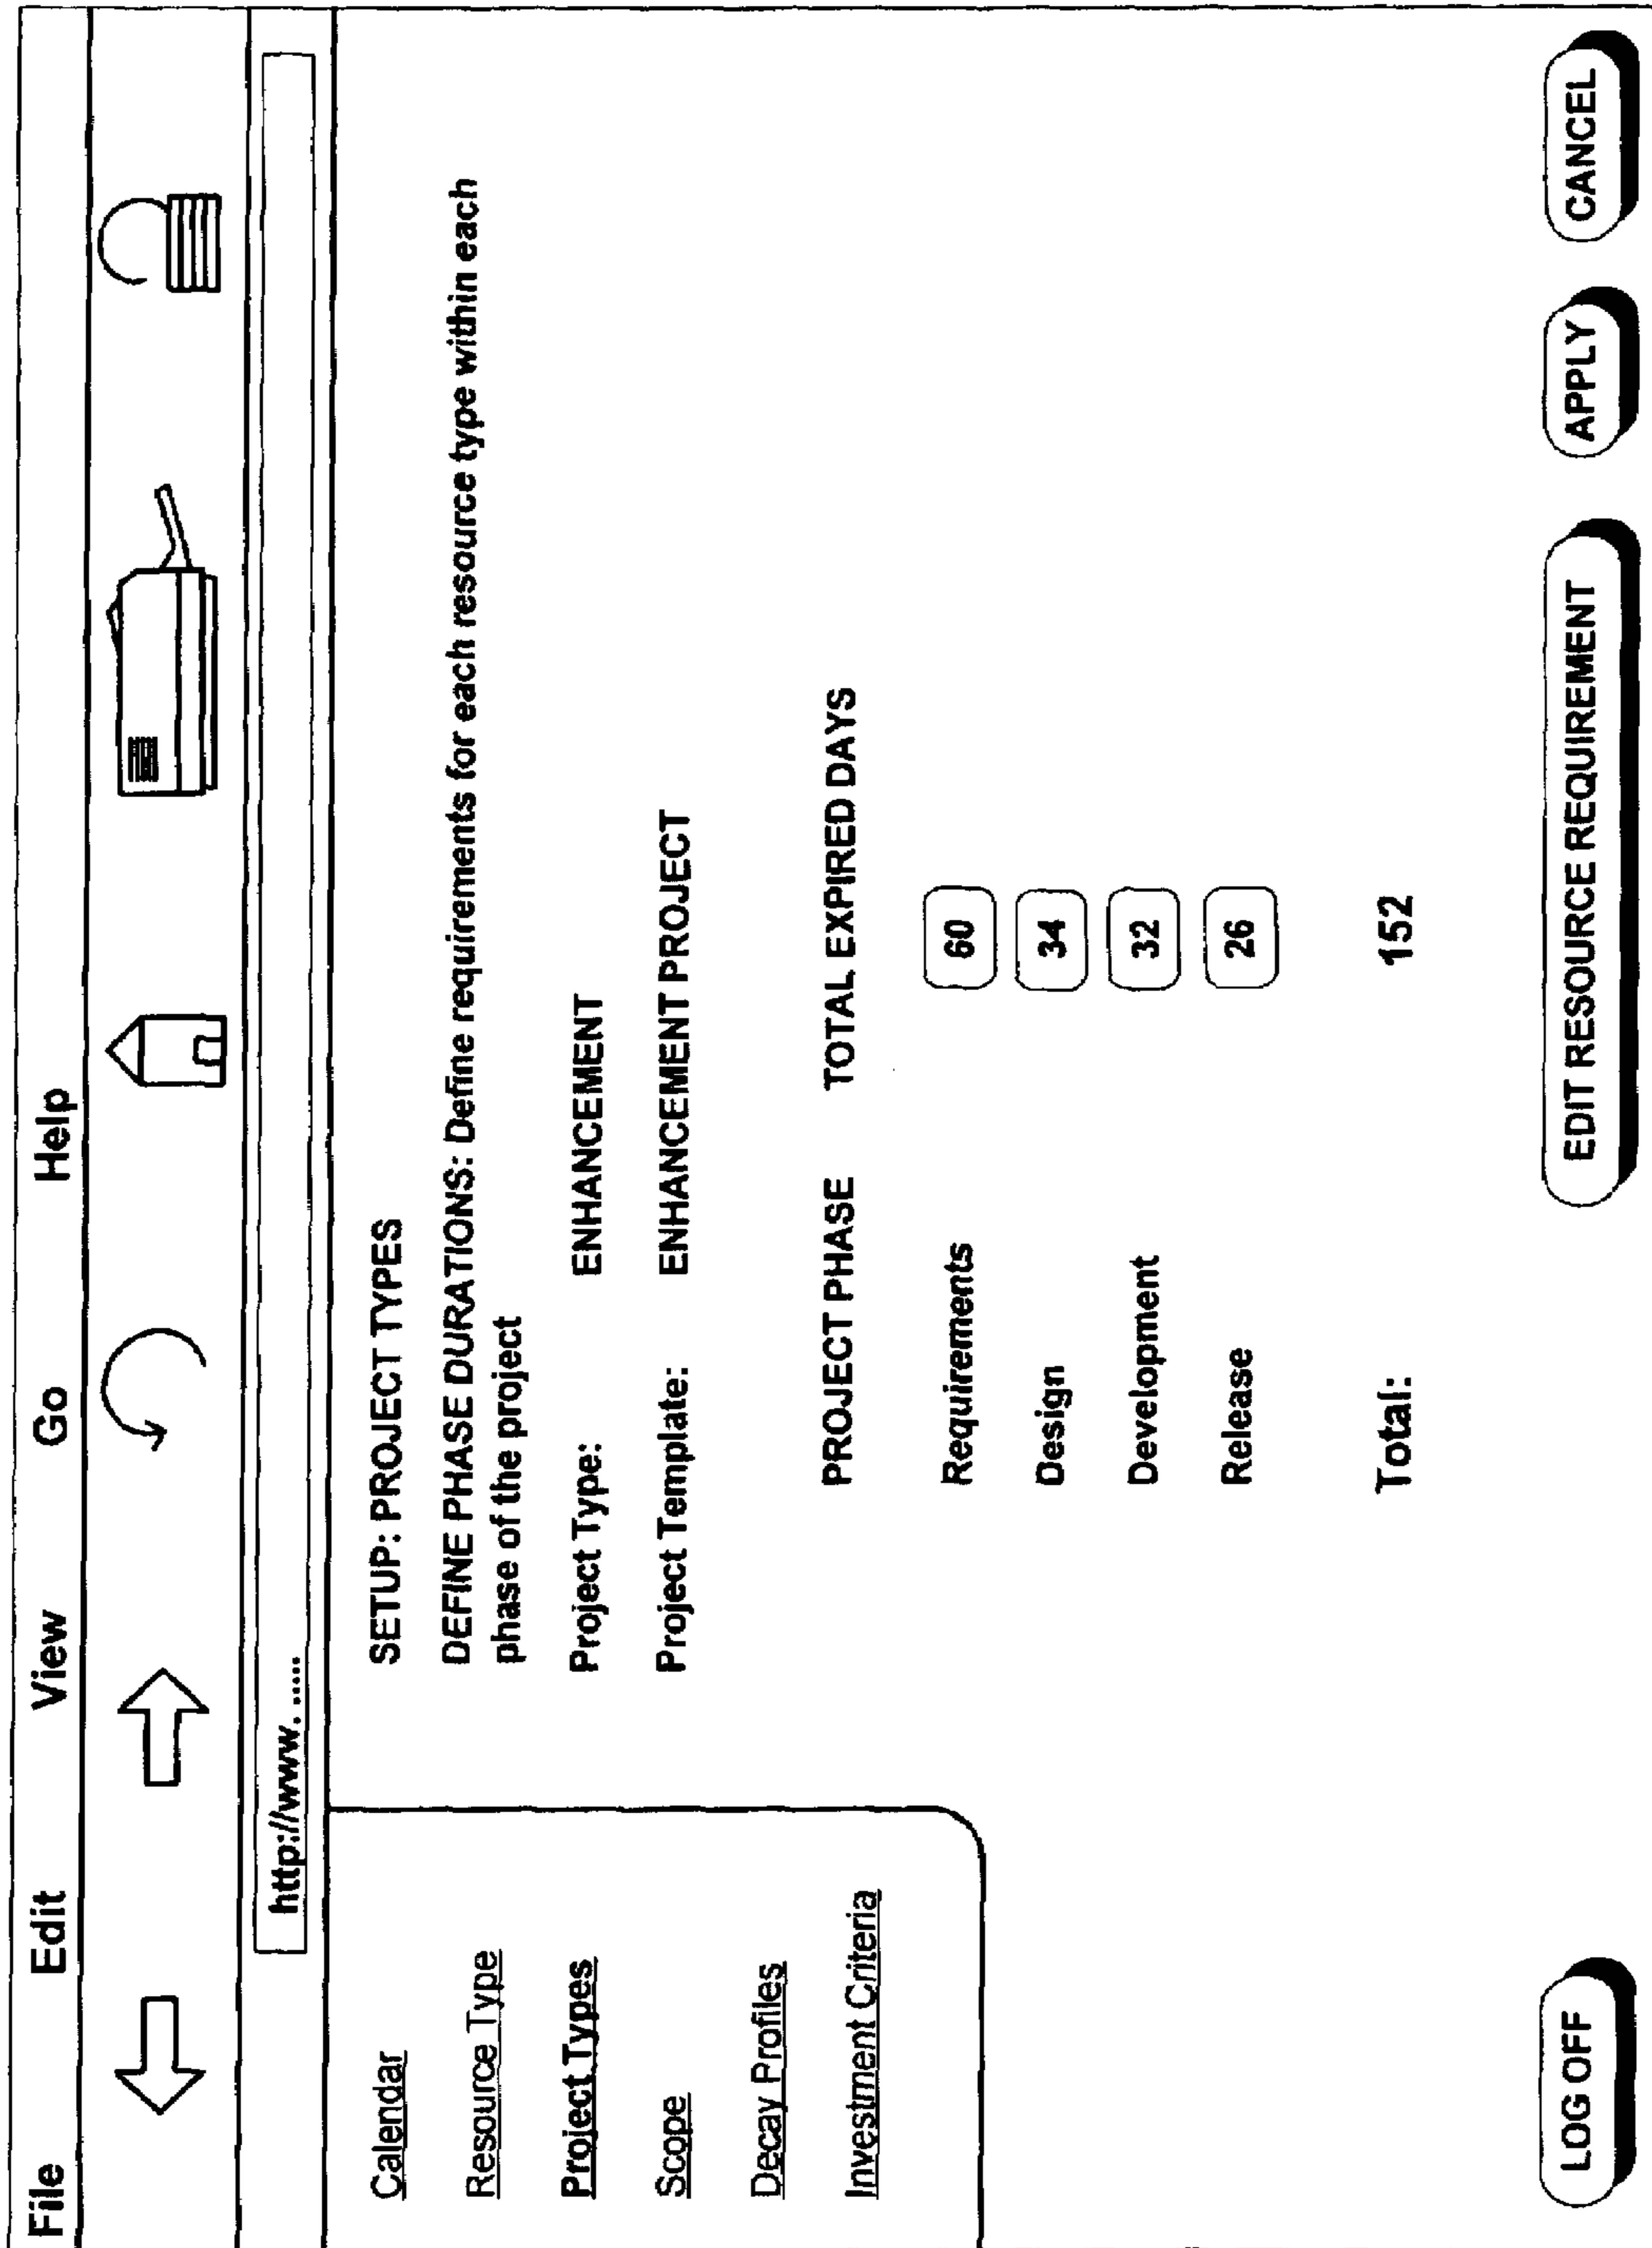 File Edit View Go Help
http://www. ....
Calendar
Resource Type
Project Types
Scope
Decay Profiles
Investment Criteria
SETUP: PROJECT TYPES
DEFINE PHASE DURATIONS: Define requirements for each resource type within each
phase of the project
Project Type: ENHANCEMENT
Project Template: ENHANCEMENT PROJECT
PROJECT PHASE TOTAL EXPIRED DAYS
Requirements 60
Design 34
Development 32
Release 26
Total: 152
LOG OFF EDIT RESOURCE REQUIREMENT APPLY CANCEL